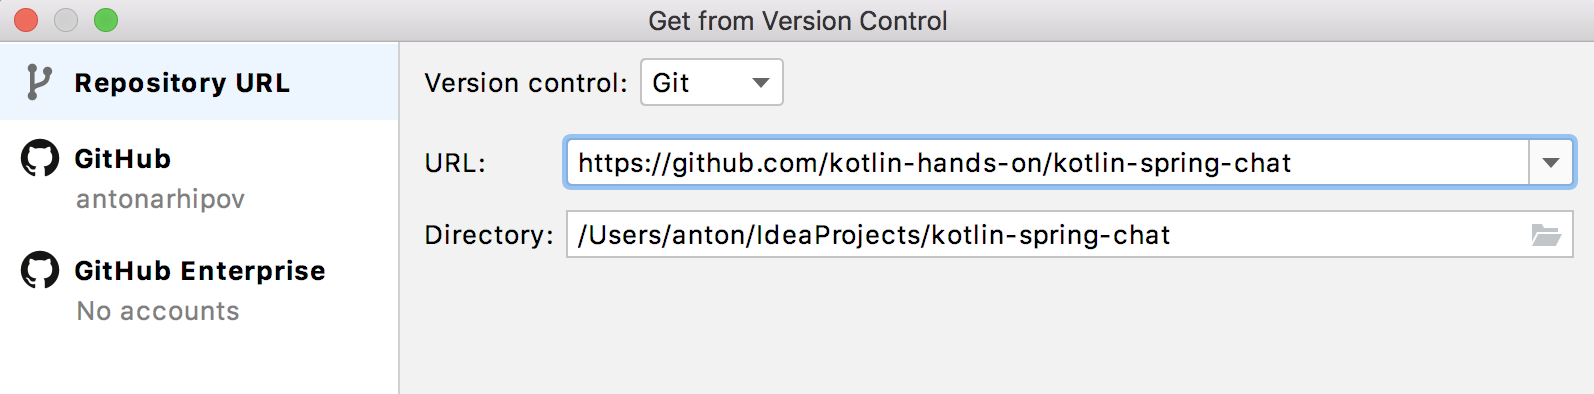 Get from Version Control
Repository URL
GitHub
antonarhipov
GitHub Enterprise
No accounts
Version control: Git
URL: https://github.com/kotlin-hands-on/kotlin-spring-chat
Directory: /Users/anton/IdeaProjects/kotlin-spring-chat